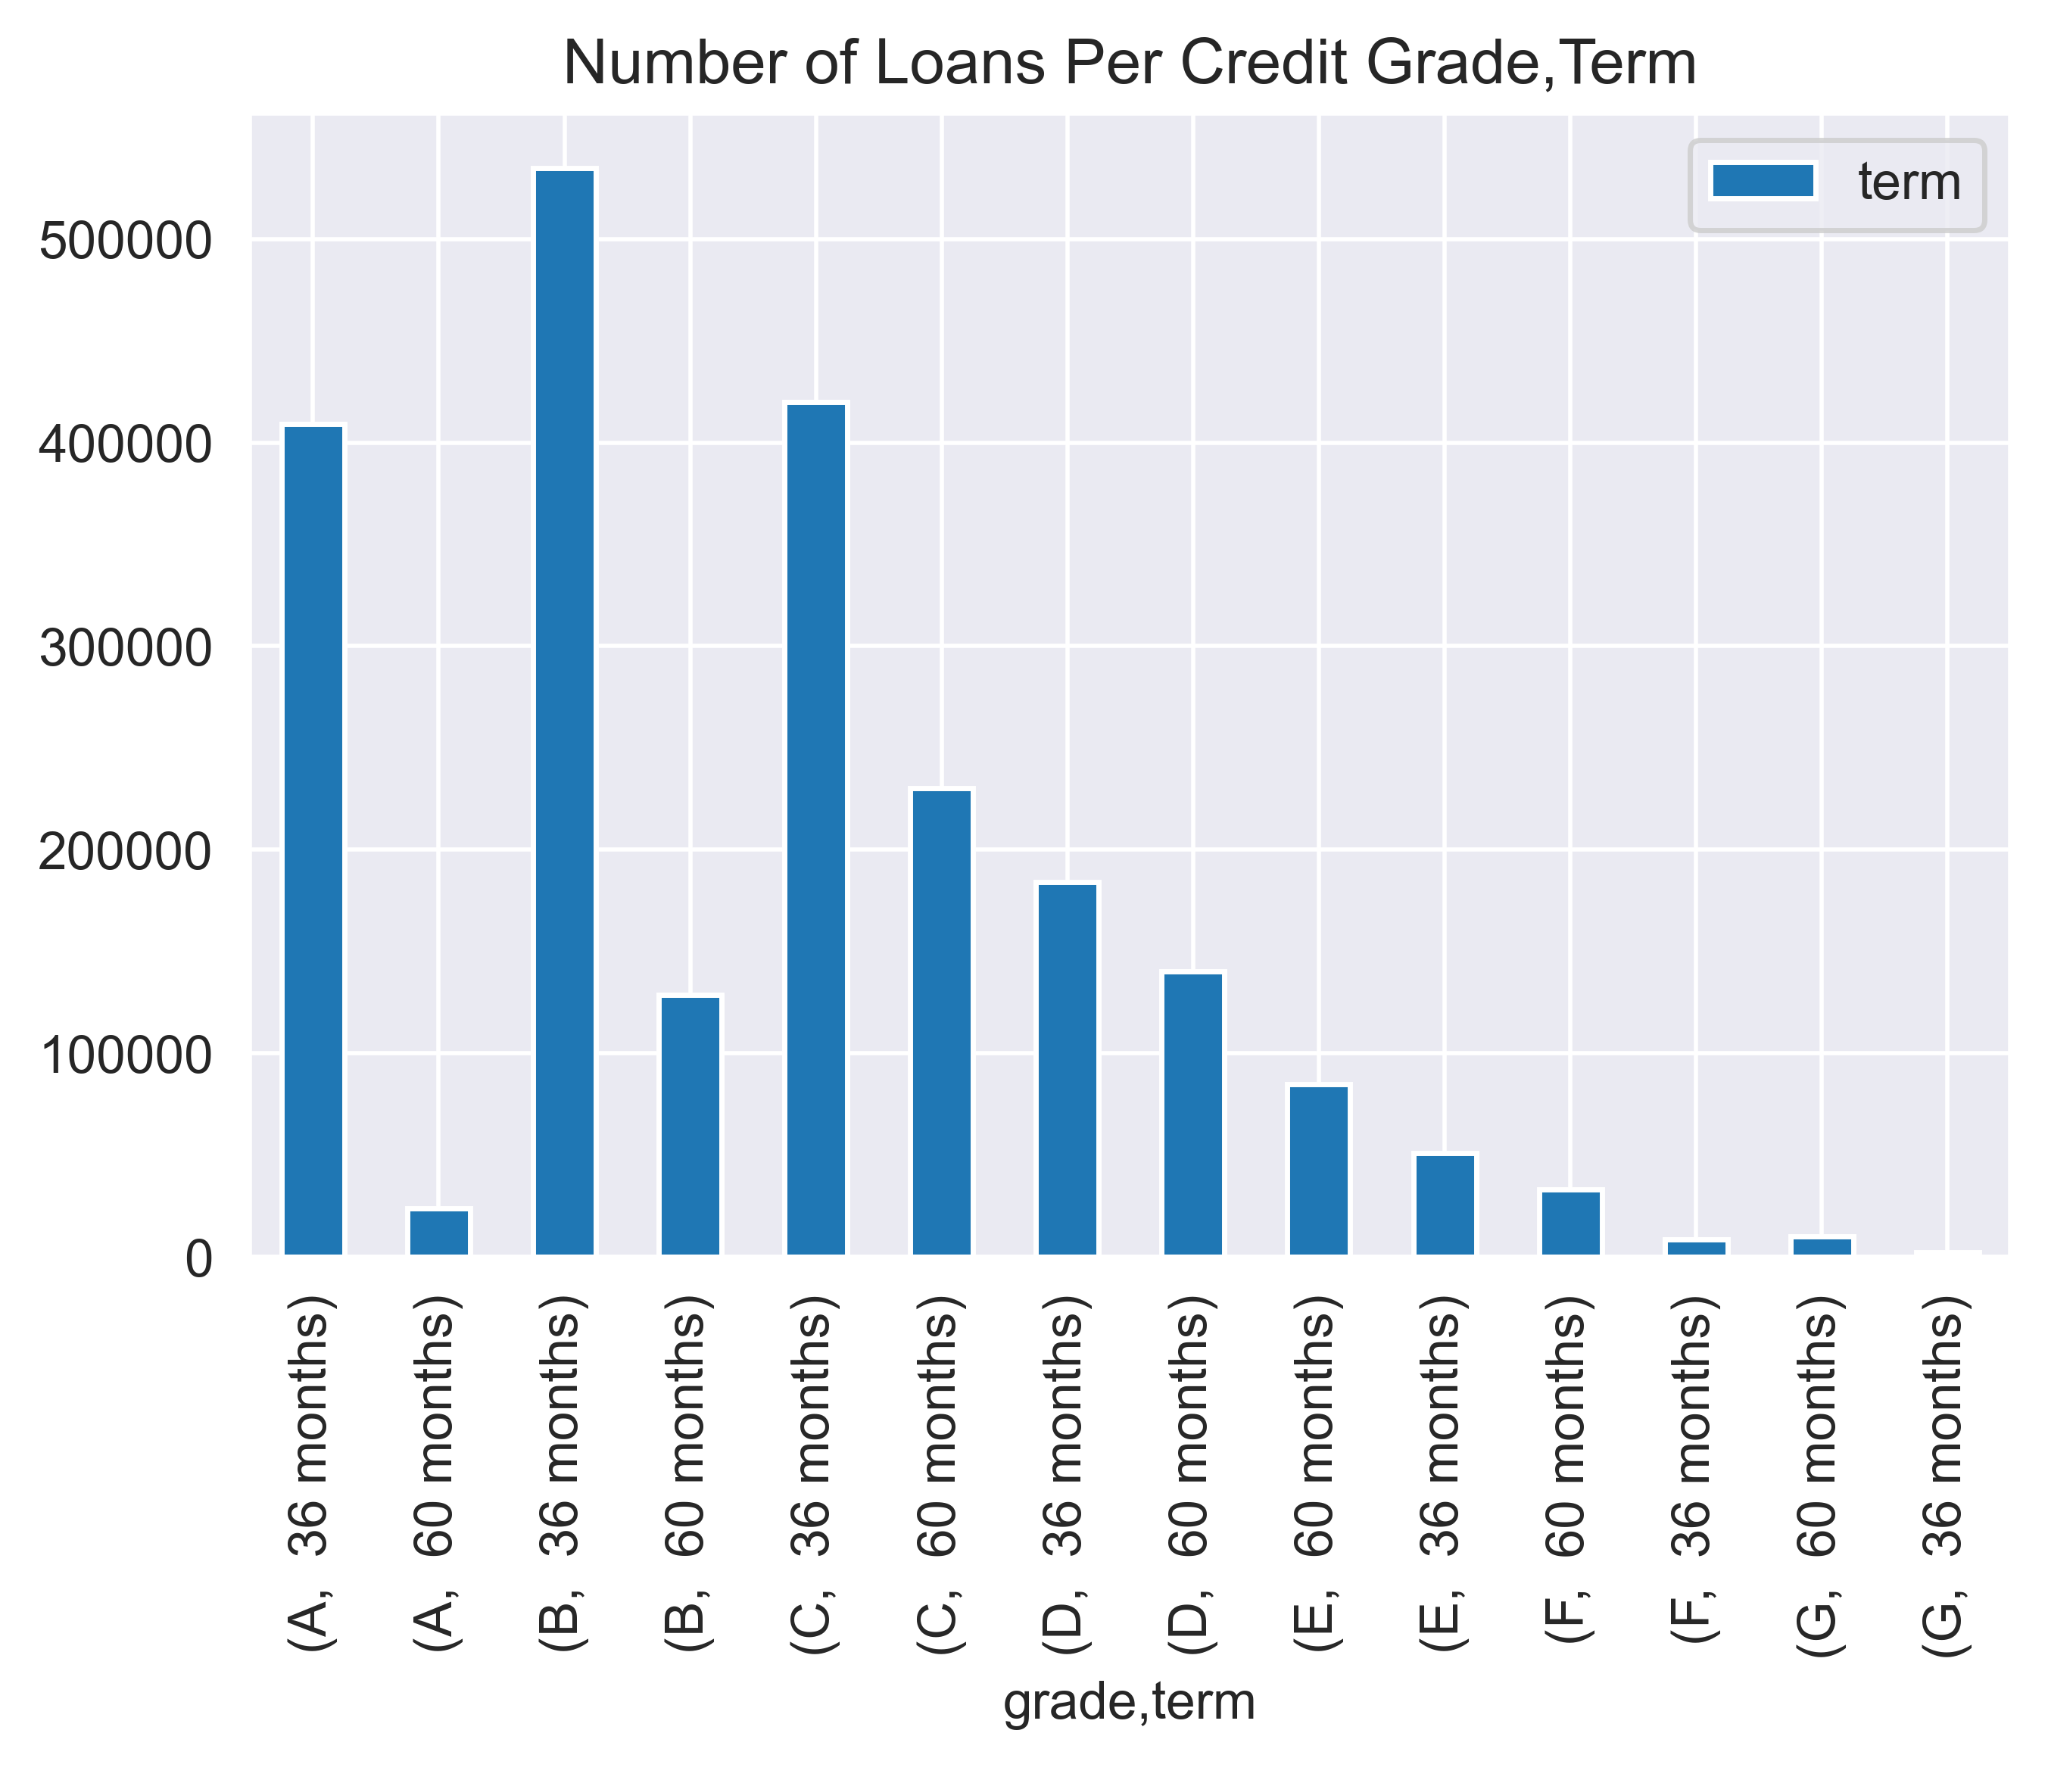 Number of Loans Per Credit Grade,Term
term
500000
400000
300000
200000
100000
0
(A, 36 months)
(A, 60 months)
(B, 36 months)
(B, 60 months)
(C, 36 months)
(C, 60 months)
(D, 36 months)
(D, 60 months)
(E, 60 months)
(E, 36 months)
(F, 60 months)
(F, 36 months)
(G, 60 months)
(G, 36 months)
grade,term